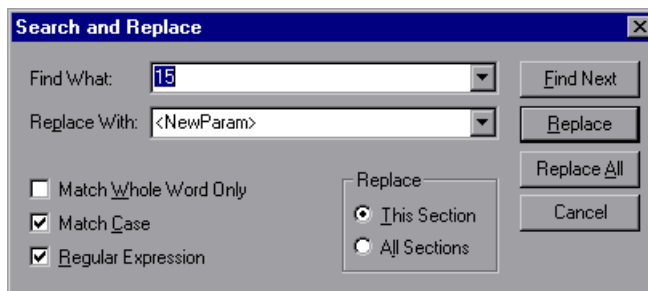 Search and Replace
Find What: 15 Find Next
Replace With: <NewParam> Replace
Replace All
Match Whole Word Only Replace
Match Case This Section Cancel
Regular Expression All Sections